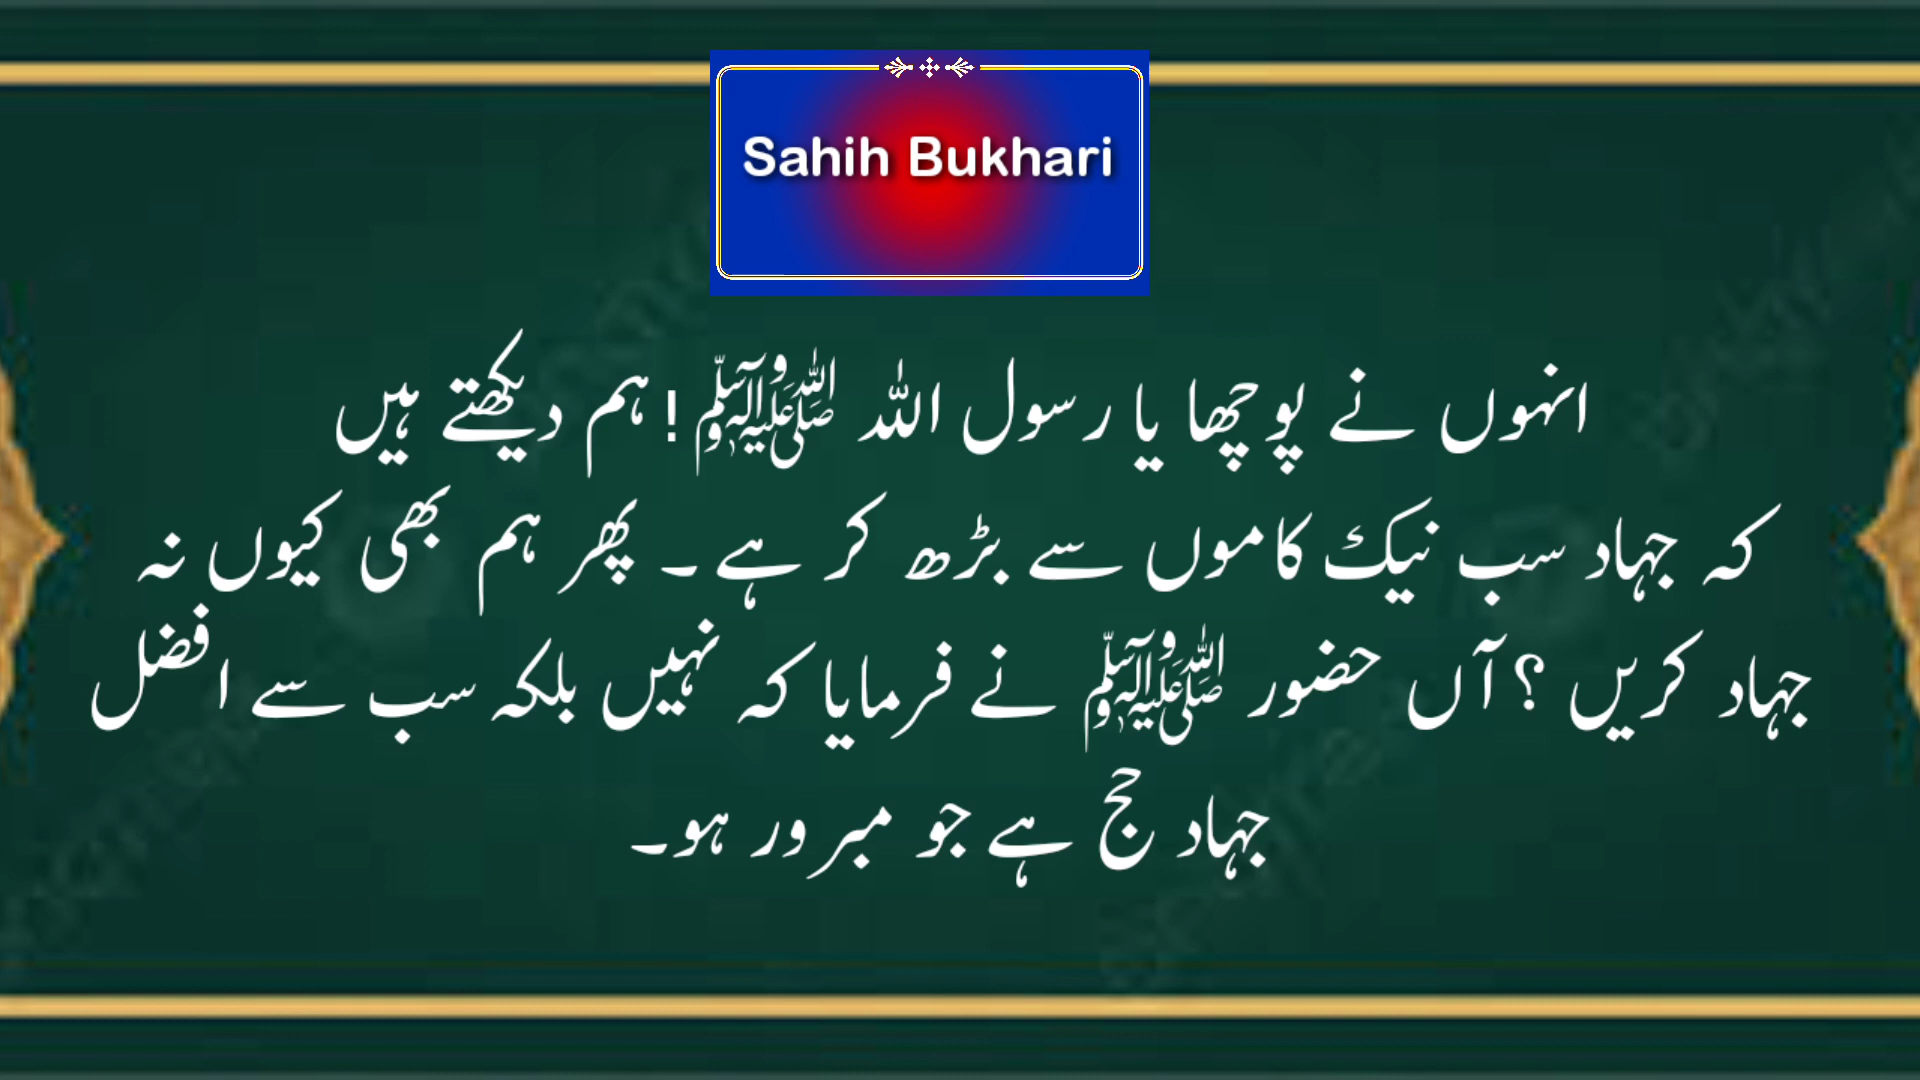 Sahih Bukhari
انہوں نے پوچھا یا رسول اللہ ﷺ! ہم دیکھتے ہیں
کہ جہاد سب نیک کاموں سے بڑھ کر ہے ۔ پھر ہم بھی کیوں نہ
جہاد کریں ؟ آں حضور ﷺ نے فرمایا کہ نہیں بلکہ سب سے افضل
جہاد حج ہے جو مبرور ہو۔